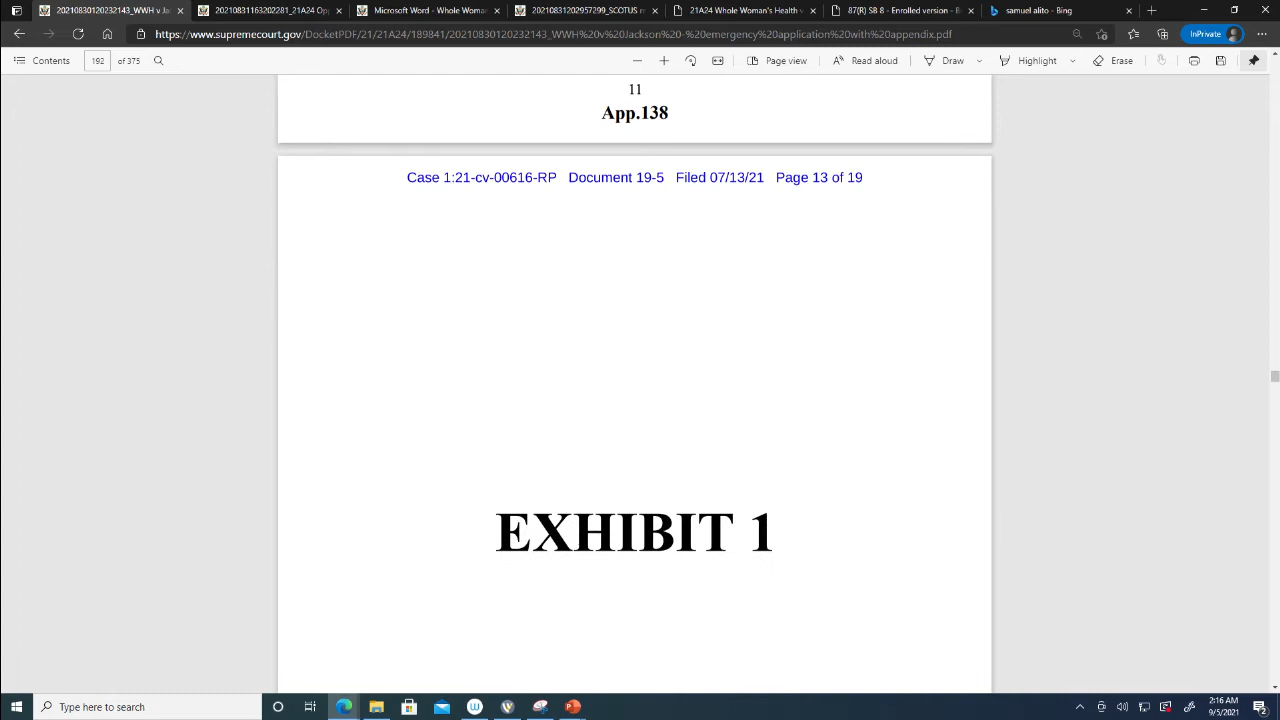 20210830120232143_WWH v Ja
20210831163202281_21A24 Opp
Microsoft Word - Whole Woman
20210831202957299_SCOTUS r
21A24 Whole Woman's Health v
87(R) SB 8 - Enrolled version - B
samuel alito - Bing
https://www.supremecourt.gov/DocketPDF/21/21A24/189841/20210830120232143_WWH%20v%20Jackson%20-%20emergency%20application%20with%20appendix.pdf
InPrivate
Contents
192 of 375
Page view
Read aloud
Draw
Highlight
Erase
11
App.138
Case 1:21-cv-00616-RP Document 19-5 Filed 07/13/21 Page 13 of 19
EXHIBIT 1
Type here to search
2:16 AM
9/5/2021
2